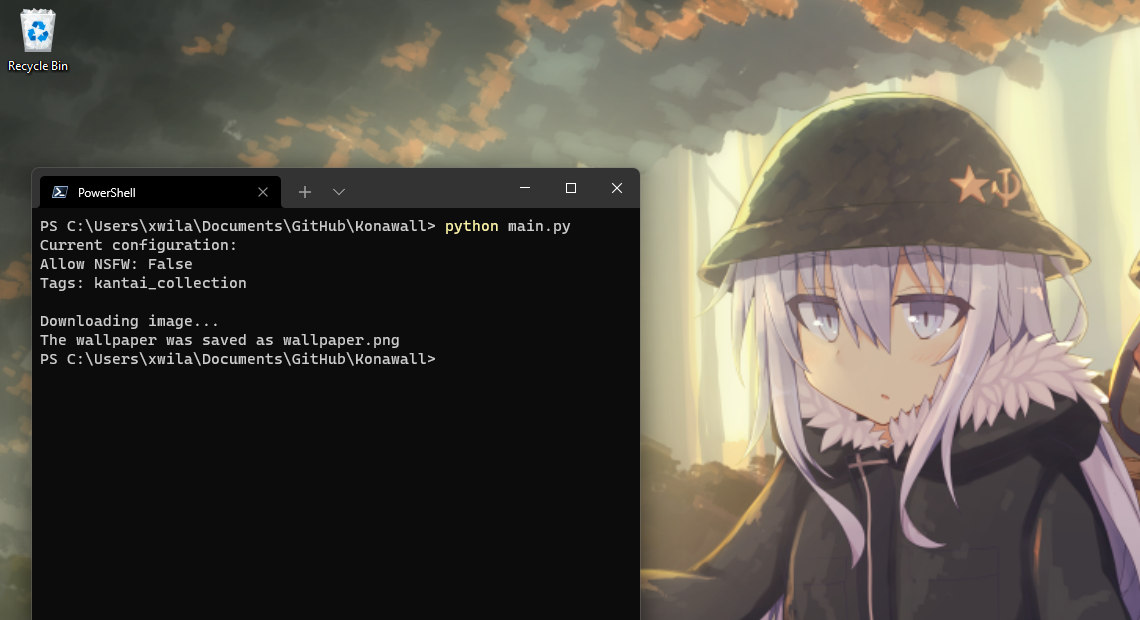 Recycle Bin
PowerShell
PS C:\Users\xwila\Documents\GitHub\Konawall> python main.py
Current configuration:
Allow NSFW: False
Tags: kantai_collection
Downloading image...
The wallpaper was saved as wallpaper.png
PS C:\Users\xwila\Documents\GitHub\Konawall>